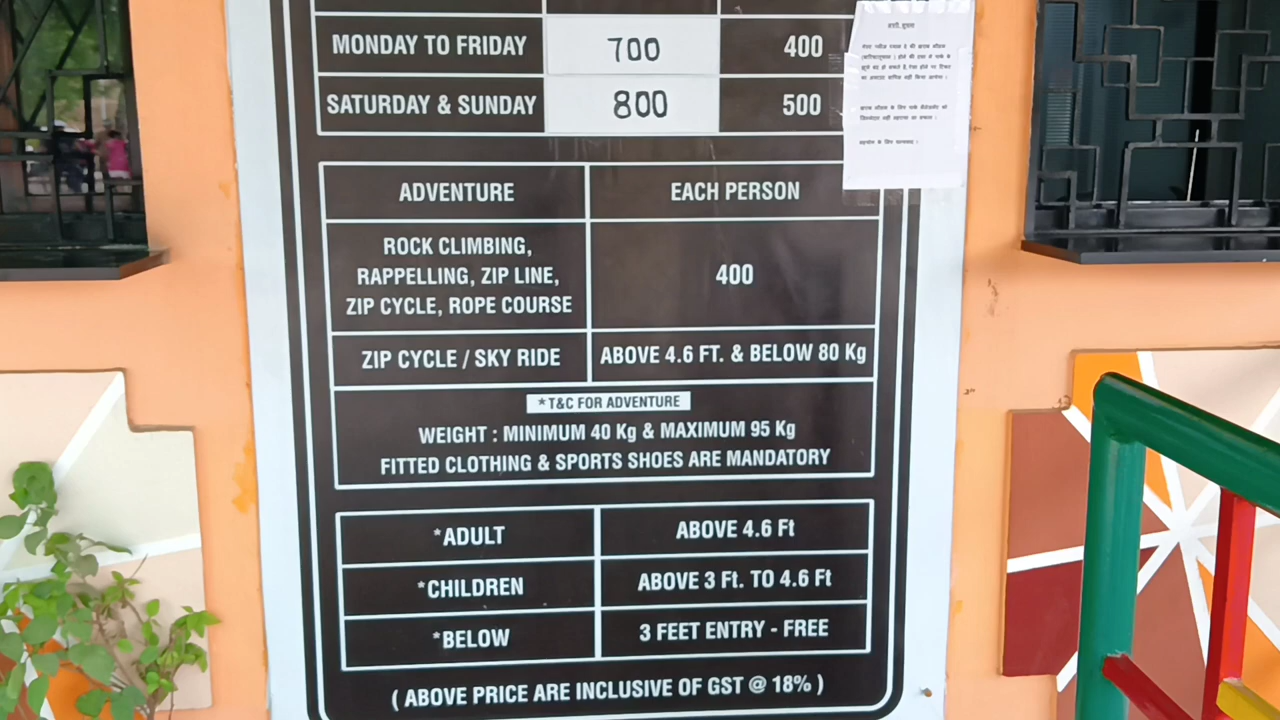 MONDAY TO FRIDAY 700 400
SATURDAY & SUNDAY 800 500
ADVENTURE EACH PERSON
ROCK CLIMBING,
RAPPELLING, ZIP LINE,
ZIP CYCLE, ROPE COURSE
400
ZIP CYCLE / SKY RIDE ABOVE 4.6 FT. & BELOW 80 Kg
*T&C FOR ADVENTURE
WEIGHT : MINIMUM 40 Kg & MAXIMUM 95 Kg
FITTED CLOTHING & SPORTS SHOES ARE MANDATORY
*ADULT ABOVE 4.6 Ft
*CHILDREN ABOVE 3 Ft. TO 4.6 Ft
*BELOW 3 FEET ENTRY - FREE
( ABOVE PRICE ARE INCLUSIVE OF GST @ 18% )
सूचना
के लिए धन्यवाद ।